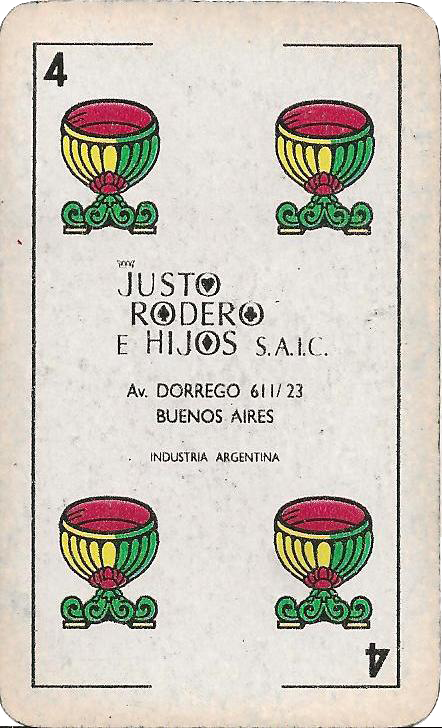 4
JUSTO
RODERO
E HIJOS S.A.I.C.
Av. DORREGO 611/23
BUENOS AIRES
INDUSTRIA ARGENTINA
4